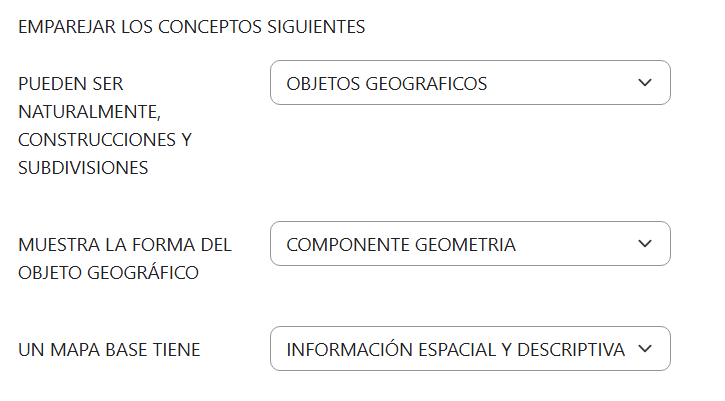 EMPAREJAR LOS CONCEPTOS SIGUIENTES
PUEDEN SER
NATURALMENTE,
CONSTRUCCIONES Y
SUBDIVISIONES
OBJETOS GEOGRAFICOS
MUESTRA LA FORMA DEL
OBJETO GEOGRÁFICO
COMPONENTE GEOMETRIA
UN MAPA BASE TIENE
INFORMACIÓN ESPACIAL Y DESCRIPTIVA